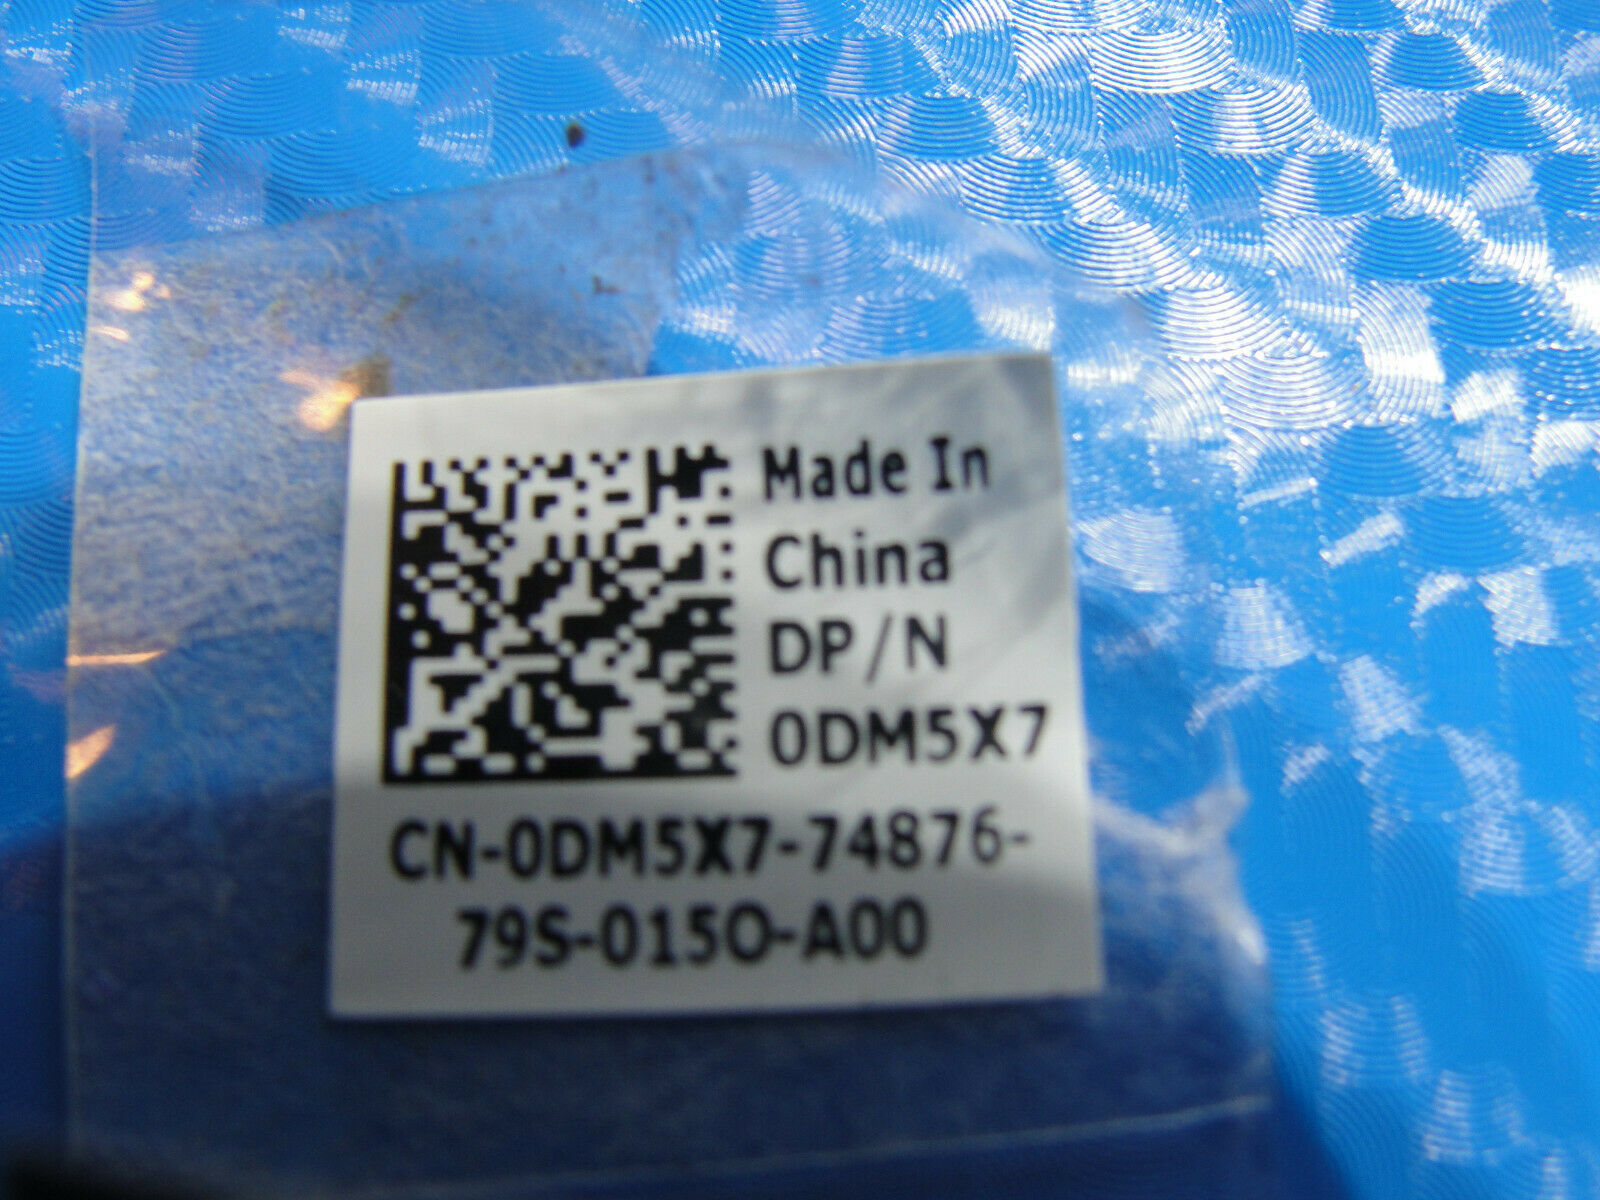 Made In
China
DP/N
0DM5X7
CN-0DM5X7-74876-
79S-015O-A00